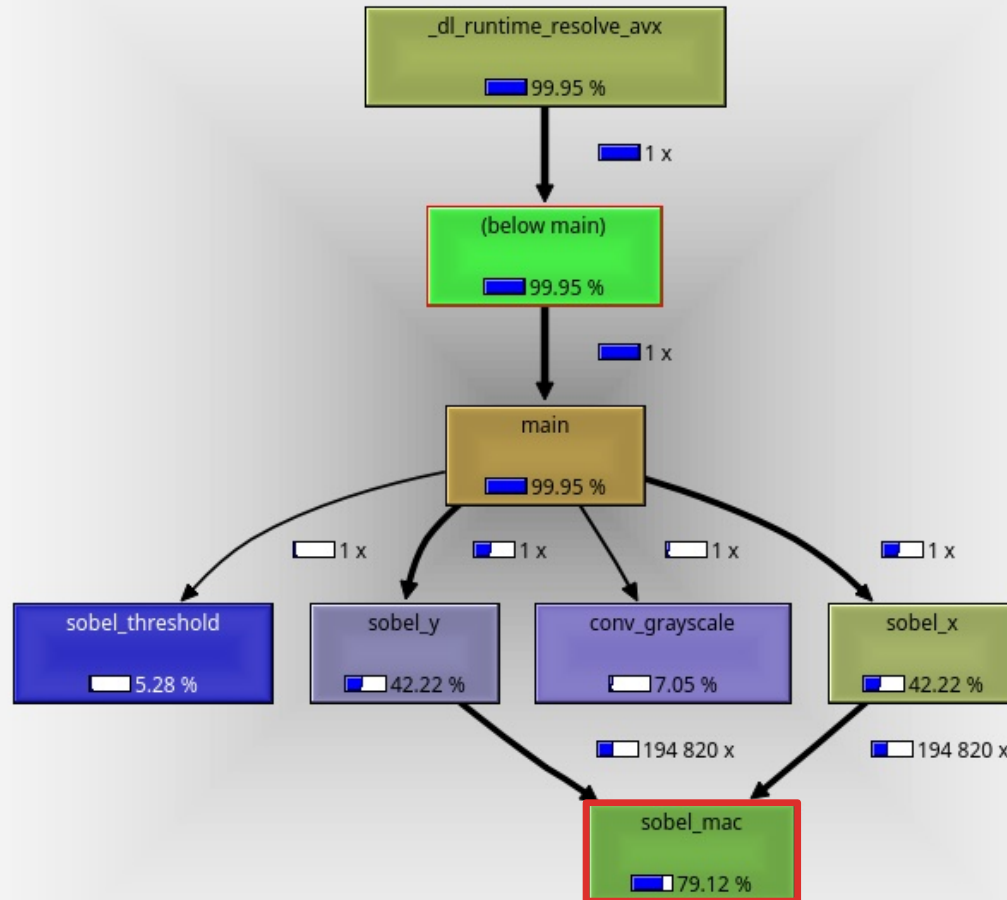 _dl_runtime_resolve_avx
99.95 %
1 x
(below main)
99.95 %
1 x
main
99.95 %
1 x
1 x
1 x
1 x
sobel_threshold
5.28 %
sobel_y
42.22 %
conv_grayscale
7.05 %
sobel_x
42.22 %
194 820 x
194 820 x
sobel_mac
79.12 %